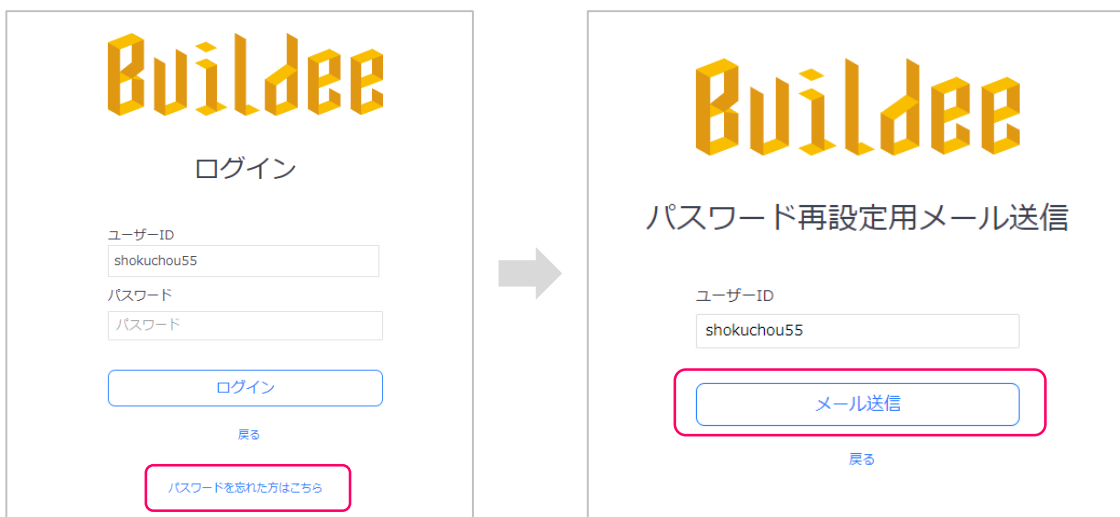 Buildee
ログイン
ユーザーID
shokuchou55
パスワード
パスワード
ログイン
戻る
パスワードを忘れた方はこちら
Buildee
パスワード再設定用メール送信
ユーザーID
shokuchou55
メール送信
戻る